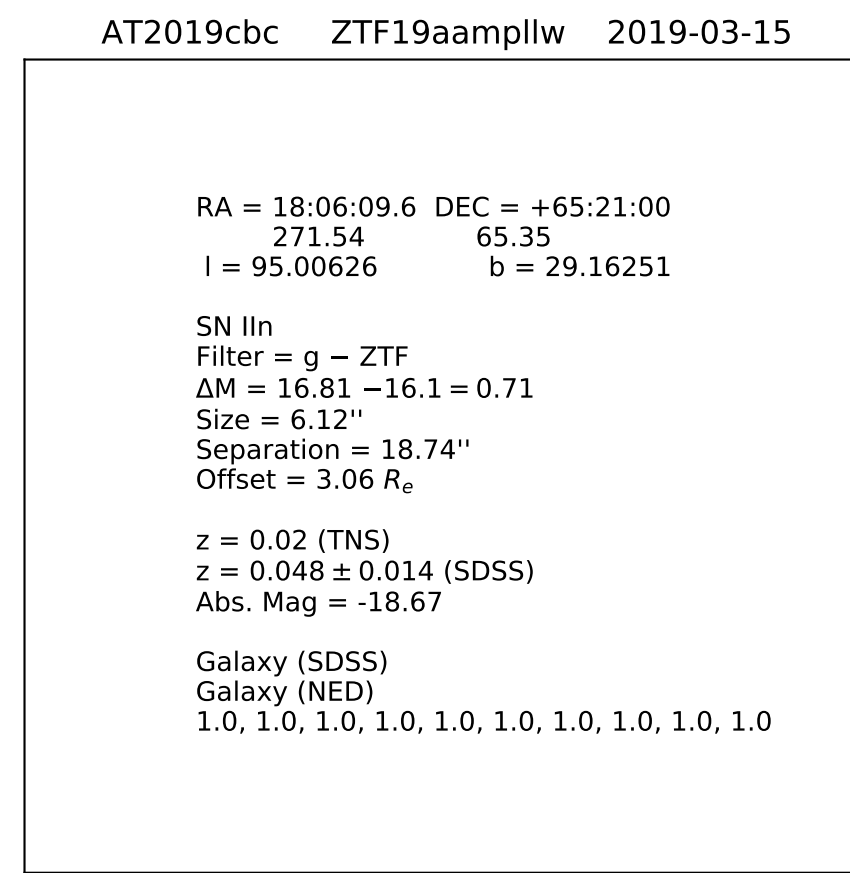 AT2019cbc ZTF19aampllw 2019-03-15
RA = 18:06:09.6 DEC = +65:21:00
271.54 65.35
l = 95.00626 b = 29.16251
SN IIn
Filter = g − ZTF
ΔM = 16.81 −16.1 = 0.71
Size = 6.12''
Separation = 18.74''
Offset = 3.06 Re
z = 0.02 (TNS)
z = 0.048 ± 0.014 (SDSS)
Abs. Mag = -18.67
Galaxy (SDSS)
Galaxy (NED)
1.0, 1.0, 1.0, 1.0, 1.0, 1.0, 1.0, 1.0, 1.0, 1.0